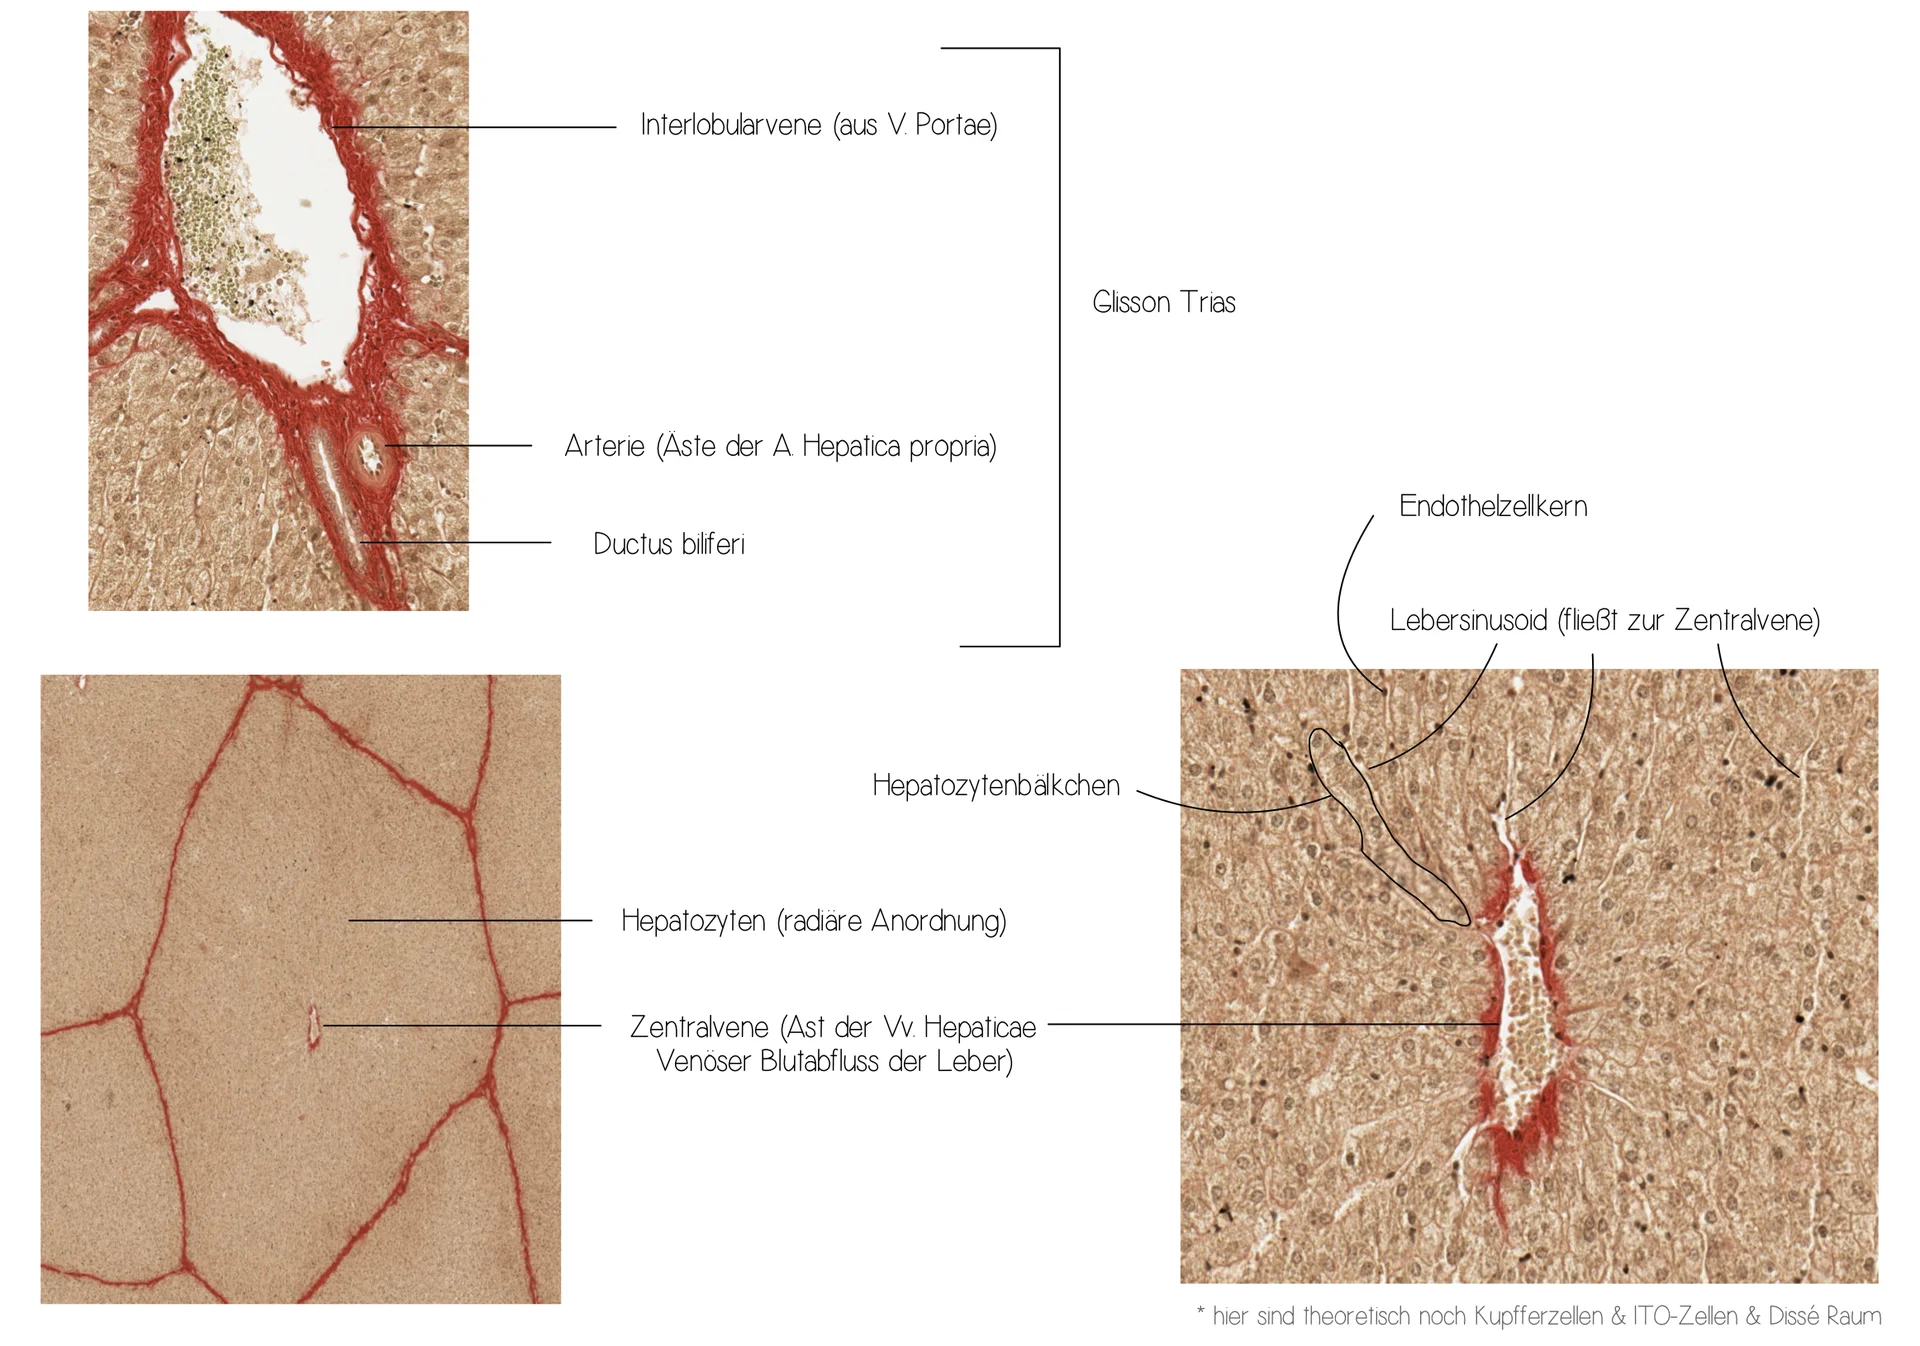 Interlobularvene (aus V. Portae)
Glisson Trias
Arterie (Äste der A. Hepatica propria)
Ductus biliferi
Endothelzellkern
Lebersinusoid (fließt zur Zentralvene)
Hepatozytenbälkchen
Hepatozyten (radiäre Anordnung)
Zentralvene (Ast der Vv. Hepaticae
Venöser Blutabfluss der Leber)
* hier sind theoretisch noch Kupfferzellen & ITO-Zellen & Dissé Raum